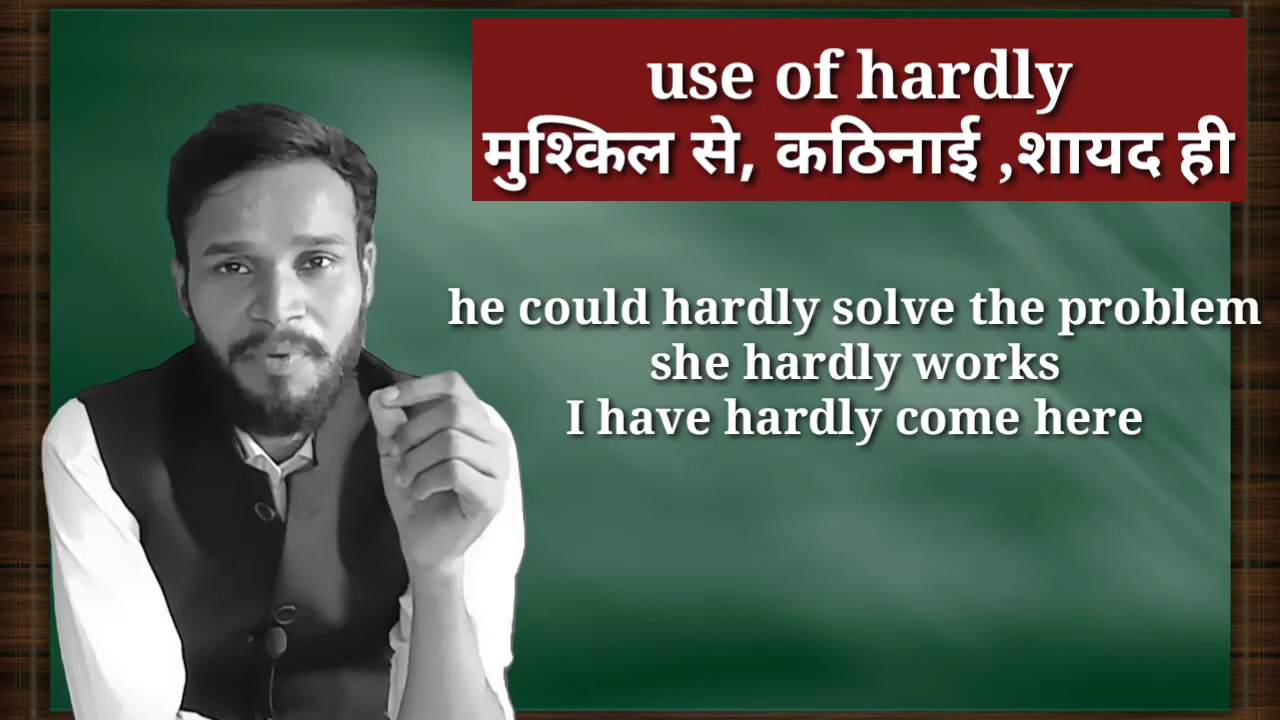 use of hardly
मुश्किल से, कठिनाई ,शायद ही
he could hardly solve the problem
she hardly works
I have hardly come here